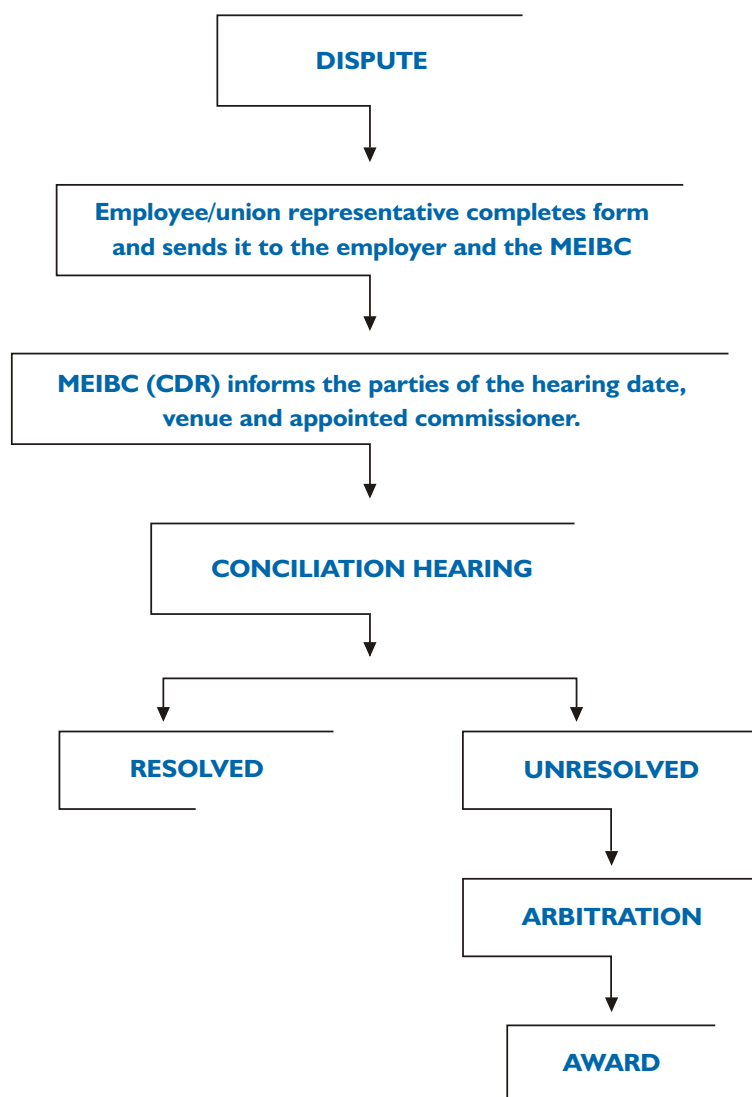 DISPUTE
Employee/union representative completes form
and sends it to the employer and the MEIBC
MEIBC (CDR) informs the parties of the hearing date,
venue and appointed commissioner.
CONCILIATION HEARING
RESOLVED
UNRESOLVED
ARBITRATION
AWARD